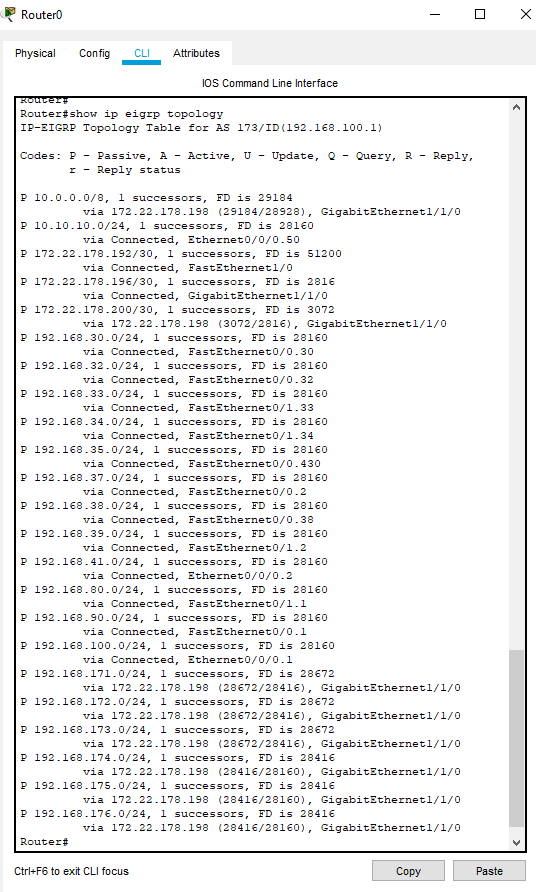 Router0
Physical Config CLI Attributes
IOS Command Line Interface
Router#
Router#show ip eigrp topology
IP-EIGRP Topology Table for AS 173/ID(192.168.100.1)
Codes: P - Passive, A - Active, U - Update, Q - Query, R - Reply,
r - Reply status
P 10.0.0.0/8, 1 successors, FD is 29184
via 172.22.178.198 (29184/28928), GigabitEthernet1/1/0
P 10.10.10.0/24, 1 successors, FD is 28160
via Connected, Ethernet0/0/0.50
P 172.22.178.192/30, 1 successors, FD is 51200
via Connected, FastEthernet1/0
P 172.22.178.196/30, 1 successors, FD is 2816
via Connected, GigabitEthernet1/1/0
P 172.22.178.200/30, 1 successors, FD is 3072
via 172.22.178.198 (3072/2816), GigabitEthernet1/1/0
P 192.168.30.0/24, 1 successors, FD is 28160
via Connected, FastEthernet0/0.30
P 192.168.32.0/24, 1 successors, FD is 28160
via Connected, FastEthernet0/0.32
P 192.168.33.0/24, 1 successors, FD is 28160
via Connected, FastEthernet0/1.33
P 192.168.34.0/24, 1 successors, FD is 28160
via Connected, FastEthernet0/1.34
P 192.168.35.0/24, 1 successors, FD is 28160
via Connected, FastEthernet0/0.430
P 192.168.37.0/24, 1 successors, FD is 28160
via Connected, FastEthernet0/0.2
P 192.168.38.0/24, 1 successors, FD is 28160
via Connected, FastEthernet0/0.38
P 192.168.39.0/24, 1 successors, FD is 28160
via Connected, FastEthernet0/1.2
P 192.168.41.0/24, 1 successors, FD is 28160
via Connected, Ethernet0/0/0.2
P 192.168.80.0/24, 1 successors, FD is 28160
via Connected, FastEthernet0/1.1
P 192.168.90.0/24, 1 successors, FD is 28160
via Connected, FastEthernet0/0.1
P 192.168.100.0/24, 1 successors, FD is 28160
via Connected, Ethernet0/0/0.1
P 192.168.171.0/24, 1 successors, FD is 28672
via 172.22.178.198 (28672/28416), GigabitEthernet1/1/0
P 192.168.172.0/24, 1 successors, FD is 28672
via 172.22.178.198 (28672/28416), GigabitEthernet1/1/0
P 192.168.173.0/24, 1 successors, FD is 28672
via 172.22.178.198 (28672/28416), GigabitEthernet1/1/0
P 192.168.174.0/24, 1 successors, FD is 28416
via 172.22.178.198 (28416/28160), GigabitEthernet1/1/0
P 192.168.175.0/24, 1 successors, FD is 28416
via 172.22.178.198 (28416/28160), GigabitEthernet1/1/0
P 192.168.176.0/24, 1 successors, FD is 28416
via 172.22.178.198 (28416/28160), GigabitEthernet1/1/0
Router#
Ctrl+F6 to exit CLI focus Copy Paste